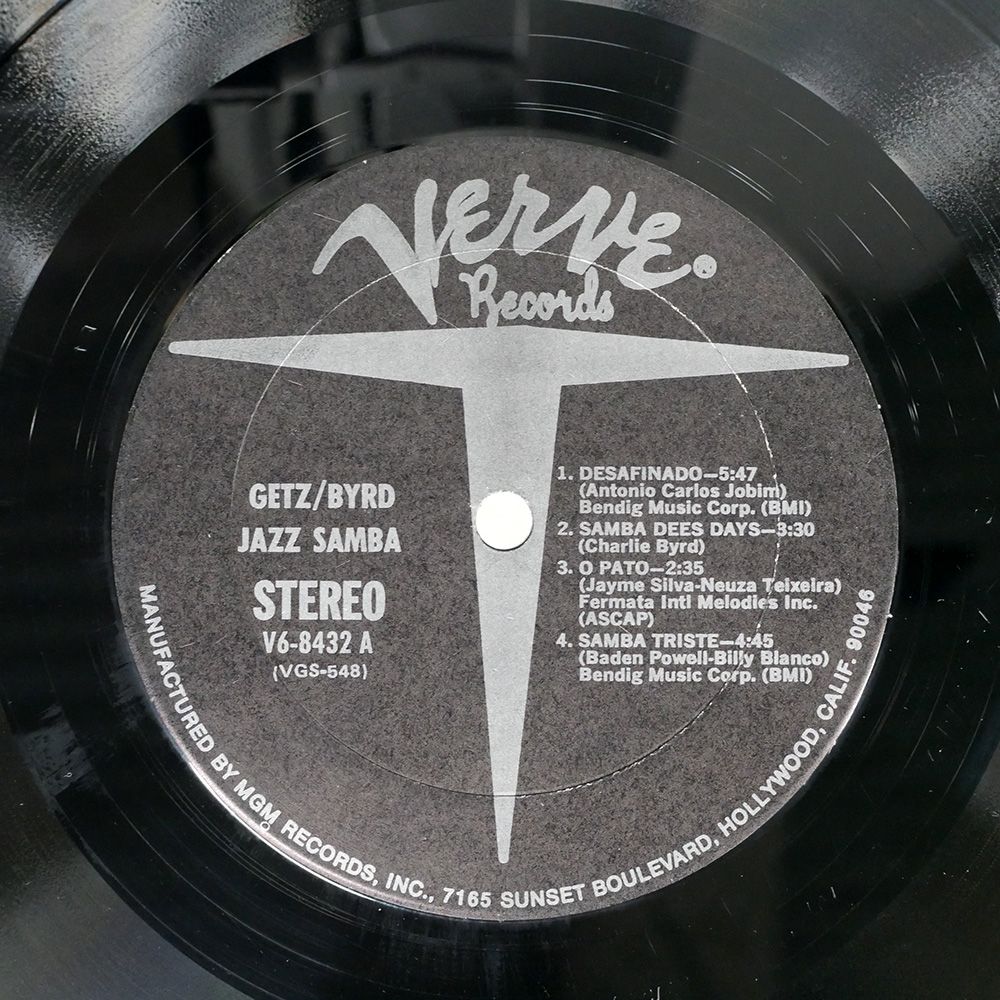 Verve®
Records
GETZ/BYRD
JAZZ SAMBA
STEREO
V6-8432 A
(VGS-548)
1. DESAFINADO—5:47
(Antonio Carlos Jobim)
Bendig Music Corp. (BMI)
2. SAMBA DEES DAYS—3:30
(Charlie Byrd)
3. O PATO—2:35
(Jayme Silva-Neuza Teixeira)
Fermata Intl Melodies Inc.
(ASCAP)
4. SAMBA TRISTE—4:45
(Baden Powell-Billy Blanco)
Bendig Music Corp. (BMI)
MANUFACTURED BY MGM RECORDS, INC., 7165 SUNSET BOULEVARD, HOLLYWOOD, CALIF. 90046